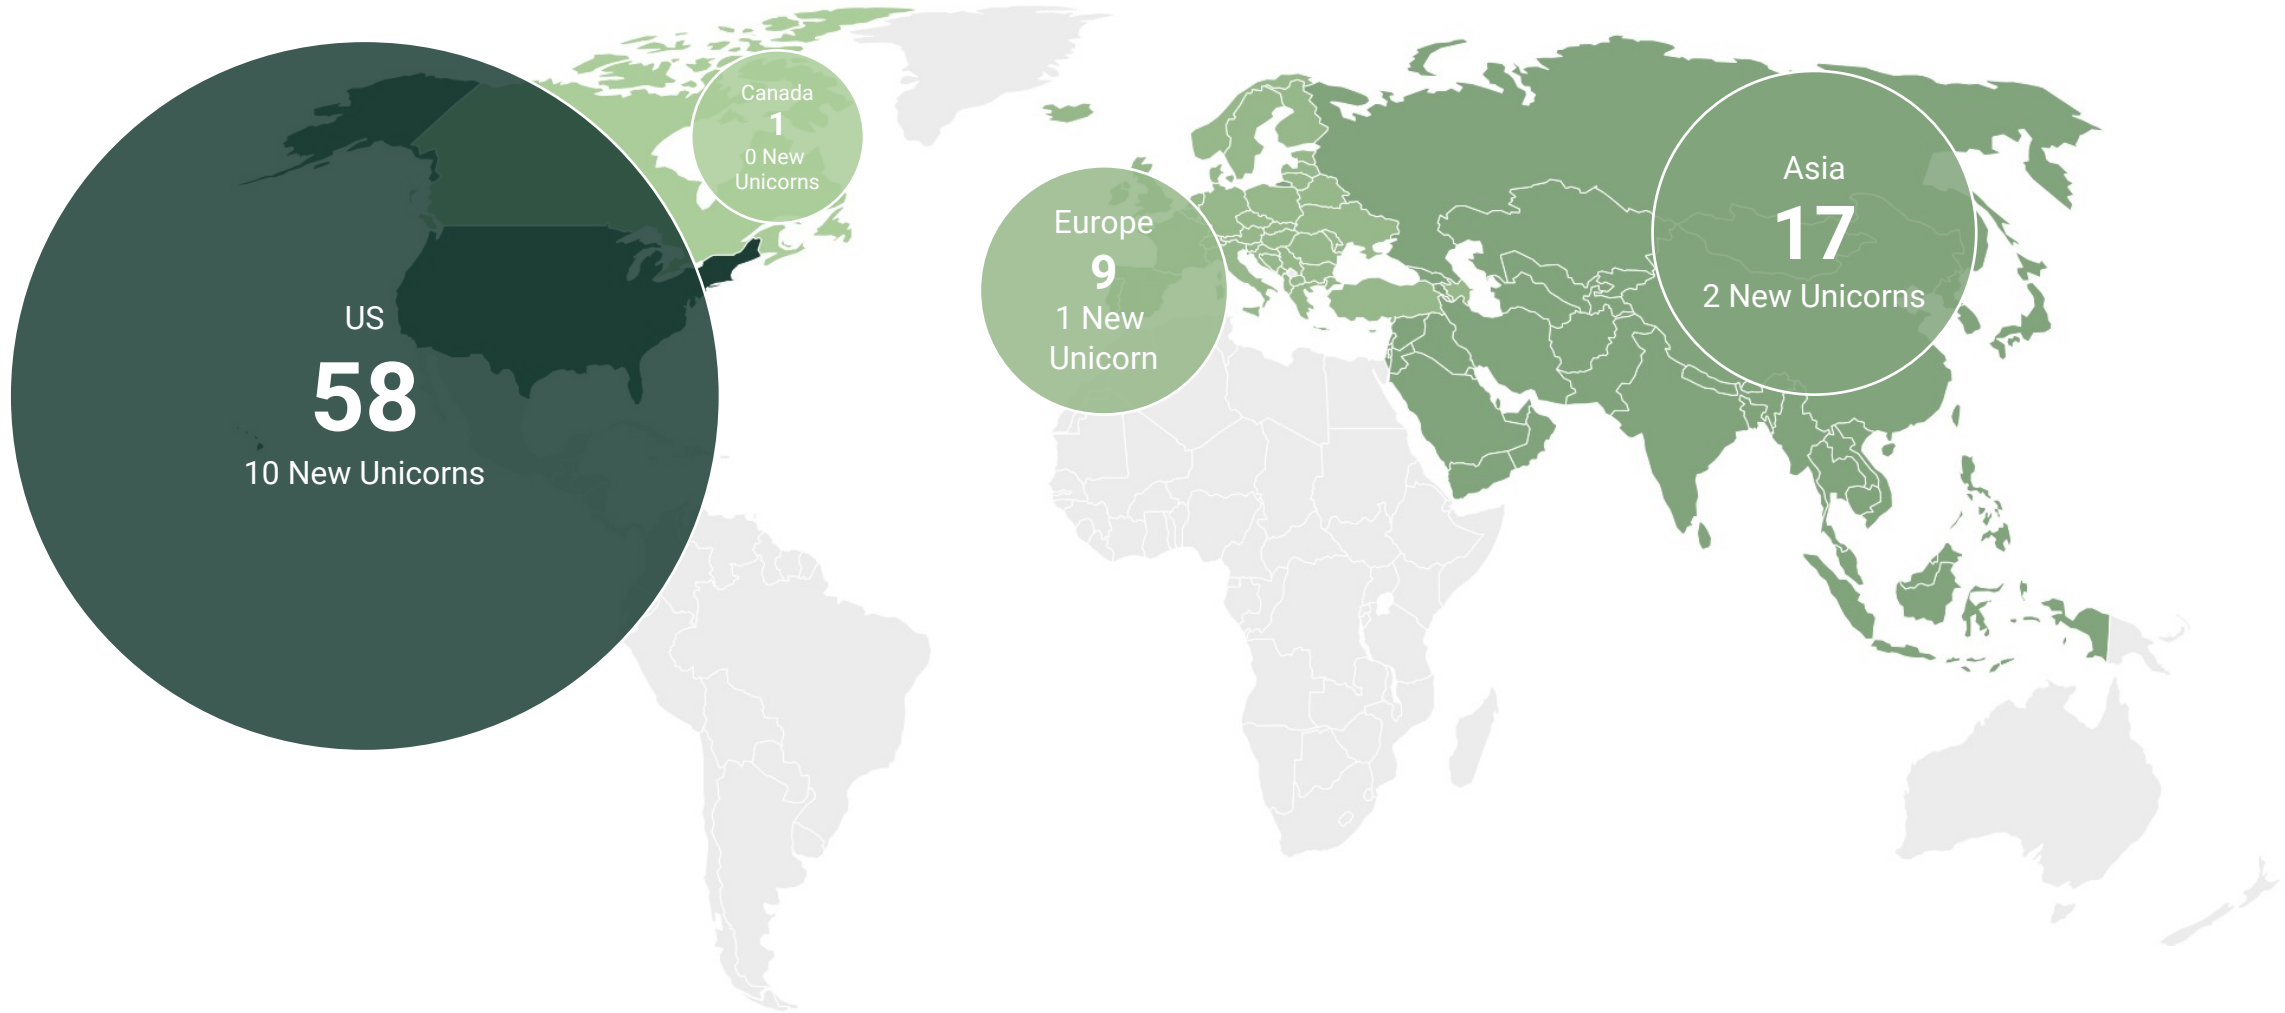 US
58
10 New Unicorns
Canada
1
0 New
Unicorns
Europe
9
1 New
Unicorn
Asia
17
2 New Unicorns